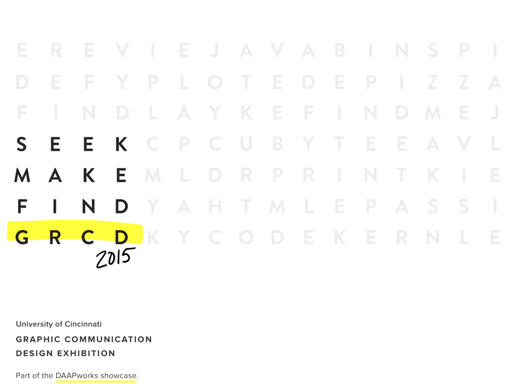 E R E V I E J A V A B I N S P I
D E F Y P L O T E D E P I Z Z A
F I N D L A Y K E F I N D M E J
S E E K C P C U B Y T E E A V L
M A K E M L D R P R I N T K I E
F I N D Y A H T M L E P A S S I
G R C D K Y C O D E K E R N L E
2015
University of Cincinnati
GRAPHIC COMMUNICATION
DESIGN EXHIBITION
Part of the DAAPworks showcase.